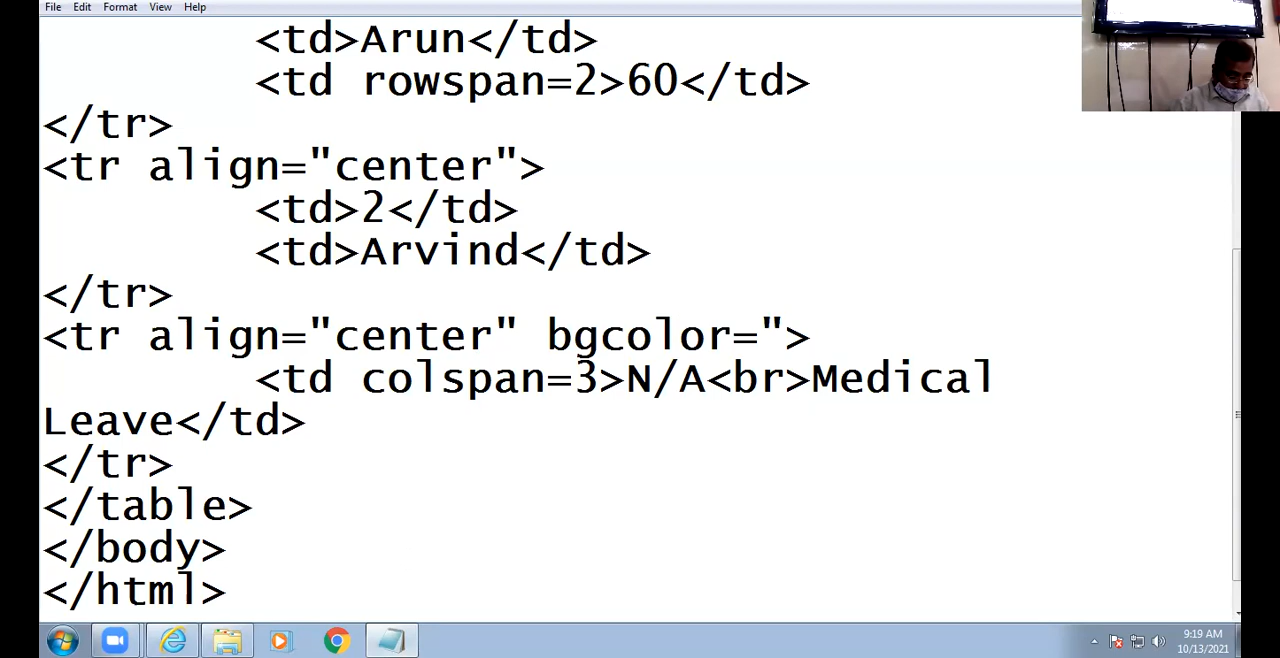 File Edit Format View Help
<td>Arun</td>
<td rowspan=2>60</td>
</tr>
<tr align="center">
<td>2</td>
<td>Arvind</td>
</tr>
<tr align="center" bgcolor=">
<td colspan=3>N/A<br>Medical
Leave</td>
</tr>
</table>
</body>
</html>
9:19 AM
10/13/2021